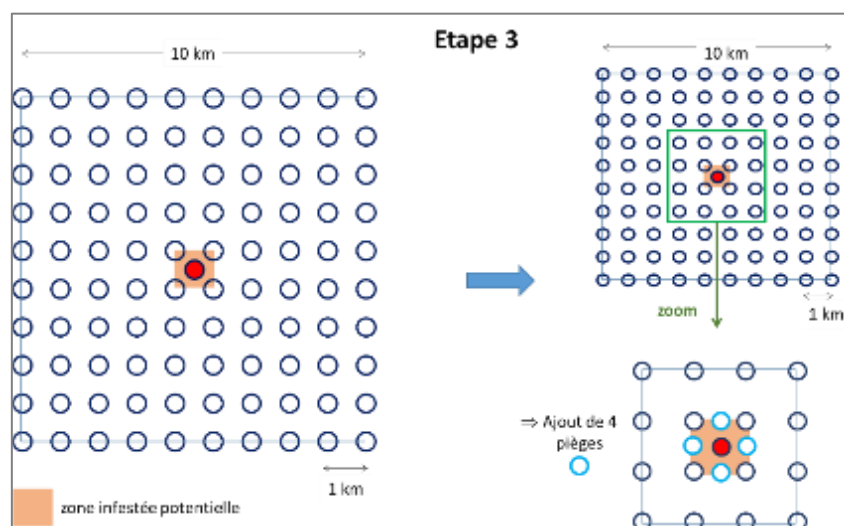 Etape 3
10 km
1 km
zone infestée potentielle
10 km
1 km
zoom
⇒ Ajout de 4
pièges